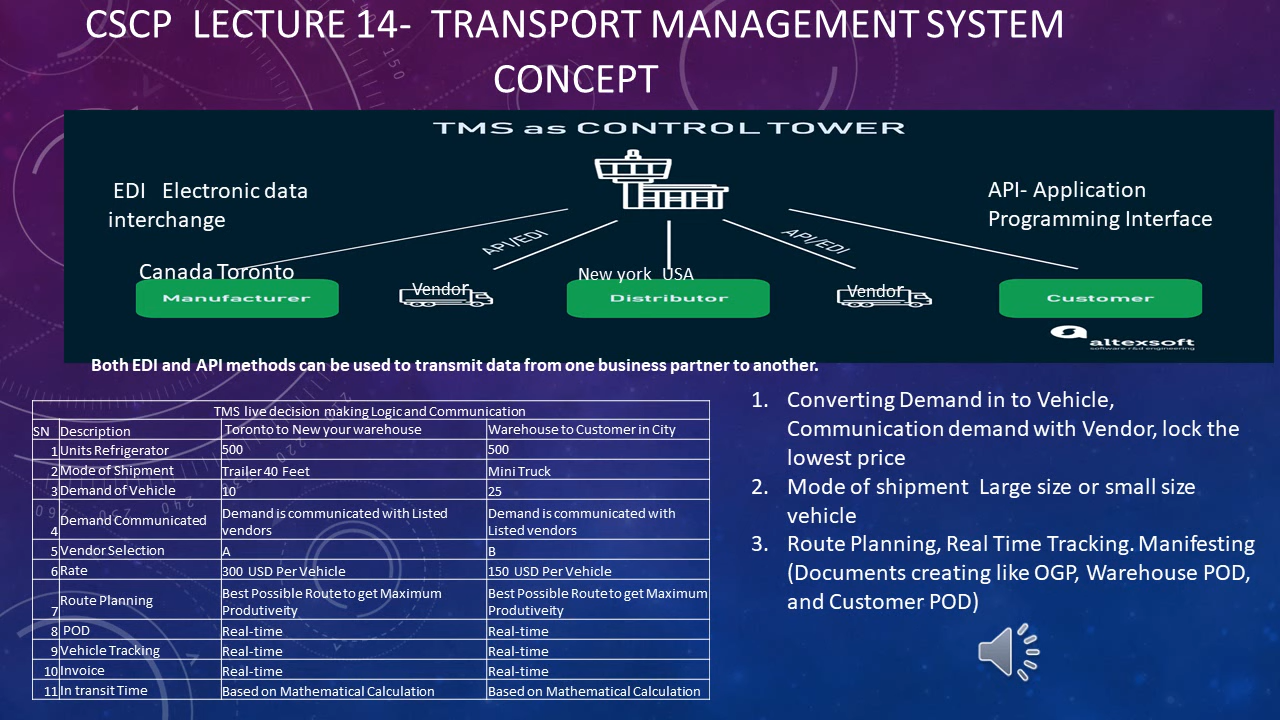 CSCP LECTURE 14- TRANSPORT MANAGEMENT SYSTEM
CONCEPT
TMS as CONTROL TOWER
EDI Electronic data
interchange
API- Application
Programming Interface
API/EDI
API/EDI
Canada Toronto
New york USA
Manufacturer
Vendor
Distributor
Vendor
Customer
altexsoft
software r&d engineering
Both EDI and API methods can be used to transmit data from one business partner to another.
TMS live decision making Logic and Communication
SN Description Toronto to New your warehouse Warehouse to Customer in City
1 Units Refrigerator 500 500
2 Mode of Shipment Trailer 40 Feet Mini Truck
3 Demand of Vehicle 10 25
4 Demand Communicated Demand is communicated with Listed vendors Demand is communicated with Listed vendors
5 Vendor Selection A B
6 Rate 300 USD Per Vehicle 150 USD Per Vehicle
7 Route Planning Best Possible Route to get Maximum Produtiveity Best Possible Route to get Maximum Produtiveity
8 POD Real-time Real-time
9 Vehicle Tracking Real-time Real-time
10 Invoice Real-time Real-time
11 In transit Time Based on Mathematical Calculation Based on Mathematical Calculation
1. Converting Demand in to Vehicle,
Communication demand with Vendor, lock the
lowest price
2. Mode of shipment Large size or small size
vehicle
3. Route Planning, Real Time Tracking. Manifesting
(Documents creating like OGP, Warehouse POD,
and Customer POD)